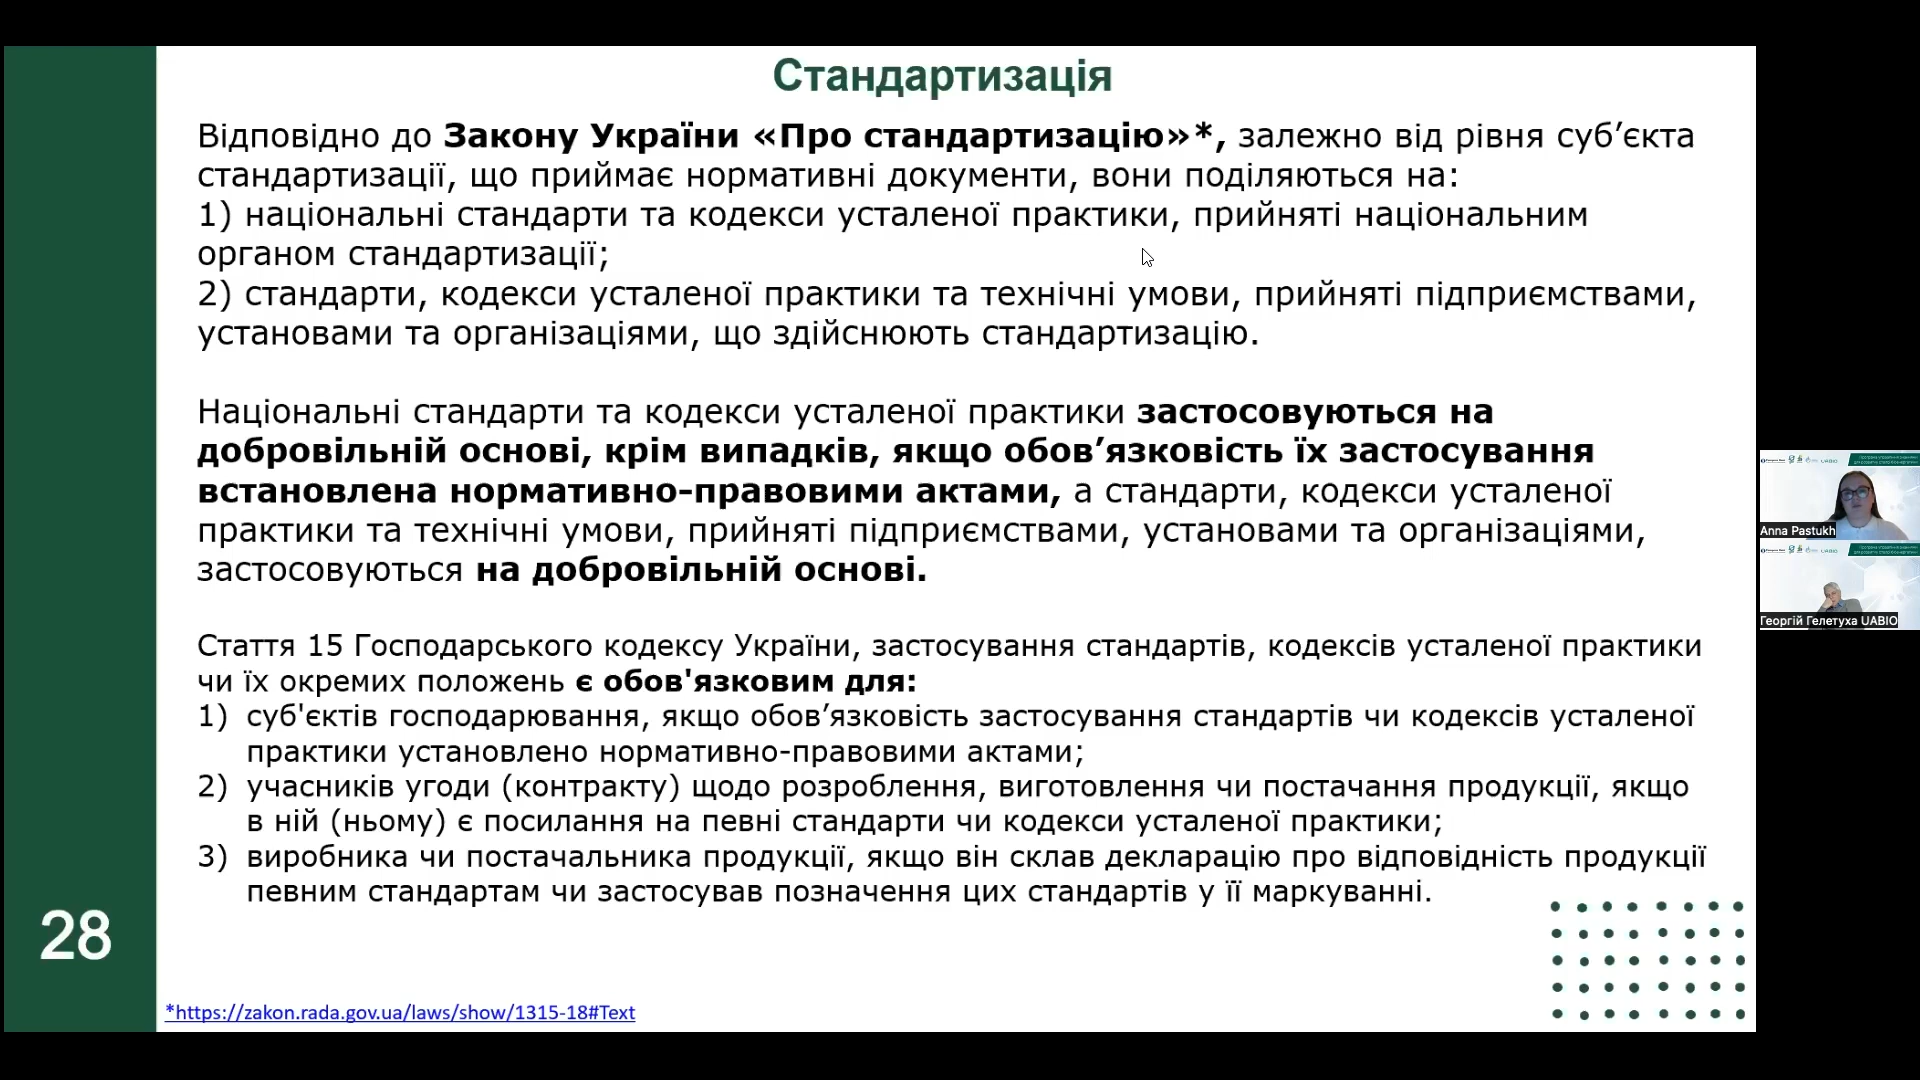 Стандартизація
Відповідно до Закону України «Про стандартизацію»*, залежно від рівня суб’єкта
стандартизації, що приймає нормативні документи, вони поділяються на:
1) національні стандарти та кодекси усталеної практики, прийняті національним
органом стандартизації;
2) стандарти, кодекси усталеної практики та технічні умови, прийняті підприємствами,
установами та організаціями, що здійснюють стандартизацію.
Національні стандарти та кодекси усталеної практики застосовуються на
добровільній основі, крім випадків, якщо обов’язковість їх застосування
встановлена нормативно-правовими актами, а стандарти, кодекси усталеної
практики та технічні умови, прийняті підприємствами, установами та організаціями,
застосовуються на добровільній основі.
Стаття 15 Господарського кодексу України, застосування стандартів, кодексів усталеної практики
чи їх окремих положень є обов'язковим для:
1) суб'єктів господарювання, якщо обов’язковість застосування стандартів чи кодексів усталеної
практики установлено нормативно-правовими актами;
2) учасників угоди (контракту) щодо розроблення, виготовлення чи постачання продукції, якщо
в ній (ньому) є посилання на певні стандарти чи кодекси усталеної практики;
3) виробника чи постачальника продукції, якщо він склав декларацію про відповідність продукції
певним стандартам чи застосував позначення цих стандартів у її маркуванні.
28
*https://zakon.rada.gov.ua/laws/show/1315-18#Text
Anna Pastukh
Георгій Гелетуха UABIO